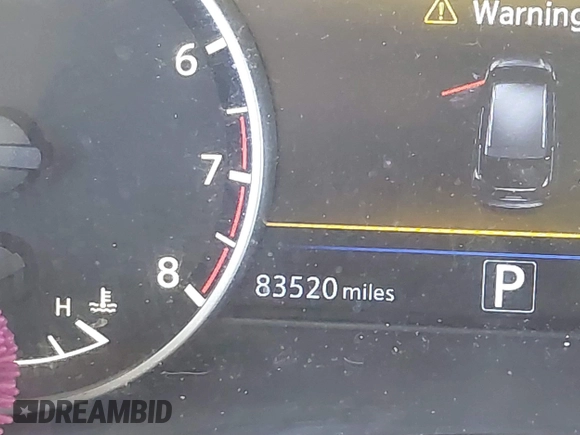 Warning
6
7
8
83520 miles
P
H
DREAMBID